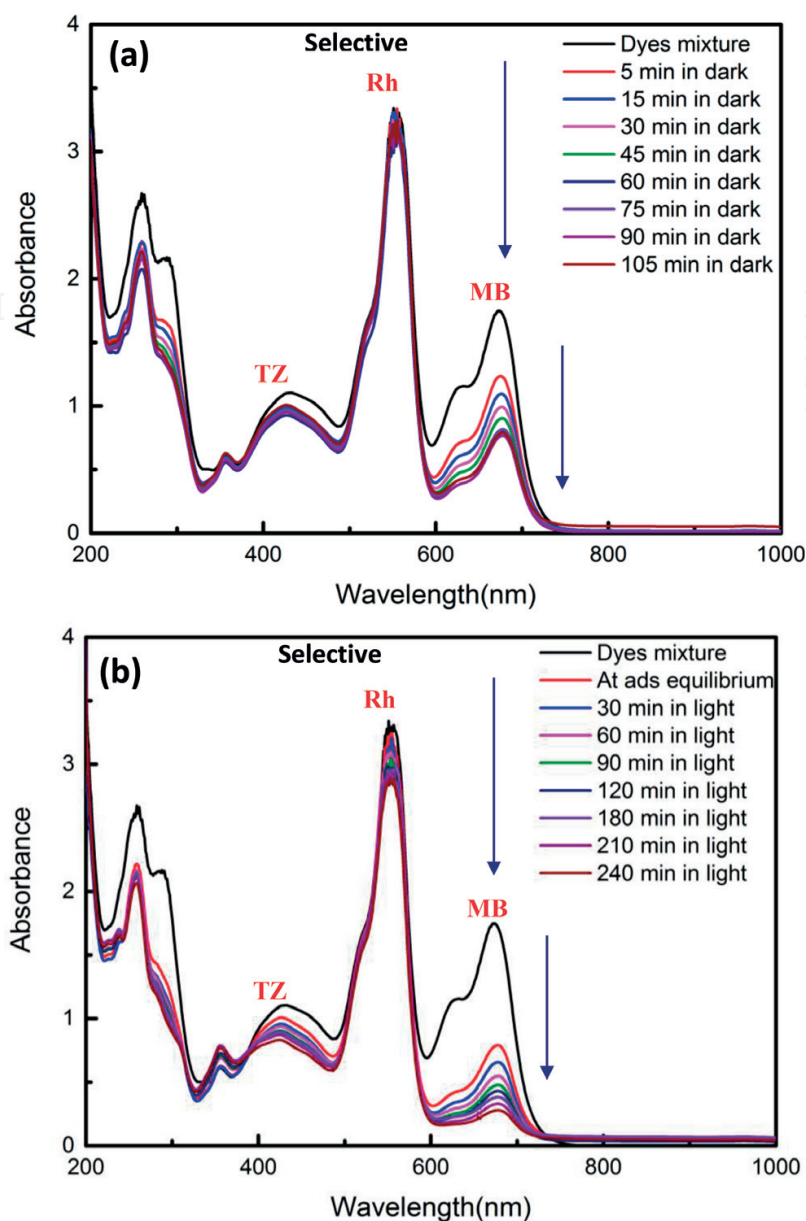 (a)
Selective
Rh
TZ
MB
Dyes mixture
5 min in dark
15 min in dark
30 min in dark
45 min in dark
60 min in dark
75 min in dark
90 min in dark
105 min in dark
Absorbance
4
3
2
1
0
200
400
600
800
1000
Wavelength(nm)
(b)
Selective
Rh
TZ
MB
Dyes mixture
At ads equilibrium
30 min in light
60 min in light
90 min in light
120 min in light
180 min in light
210 min in light
240 min in light
Absorbance
4
3
2
1
0
200
400
600
800
1000
Wavelength(nm)